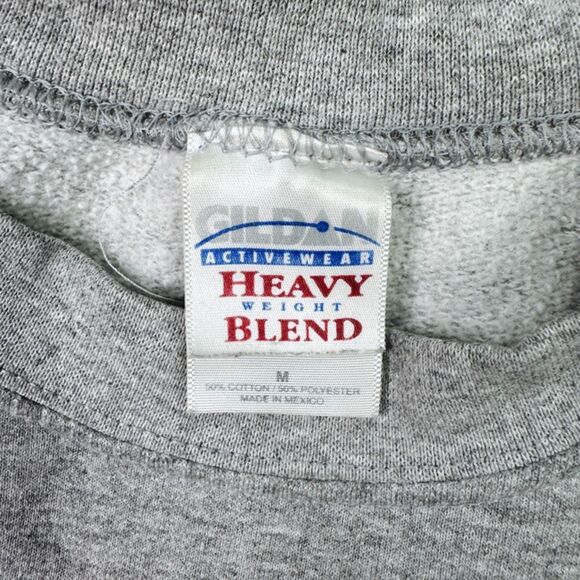 GILDAN
ACTIVEWEAR
HEAVY
WEIGHT
BLEND
M
50% COTTON / 50% POLYESTER
MADE IN MEXICO